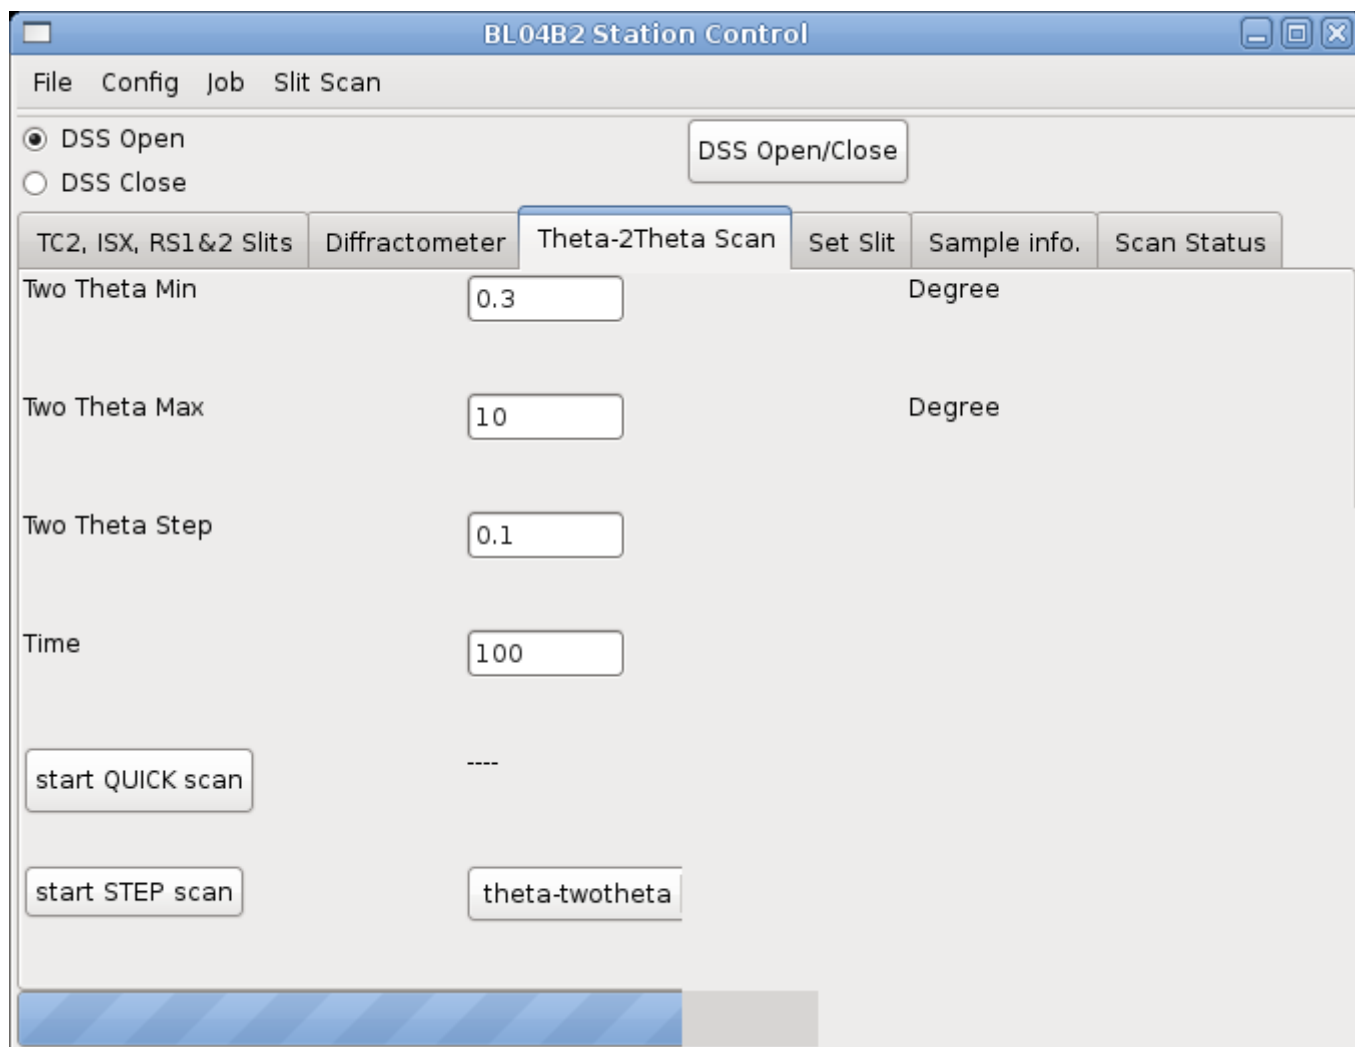 BL04B2 Station Control
File Config Job Slit Scan
DSS Open
DSS Open/Close
DSS Close
TC2, ISX, RS1&2 Slits Diffractometer Theta-2Theta Scan Set Slit Sample info. Scan Status
Two Theta Min 0.3 Degree
Two Theta Max 10 Degree
Two Theta Step 0.1
Time 100
start QUICK scan ----
start STEP scan theta-twotheta